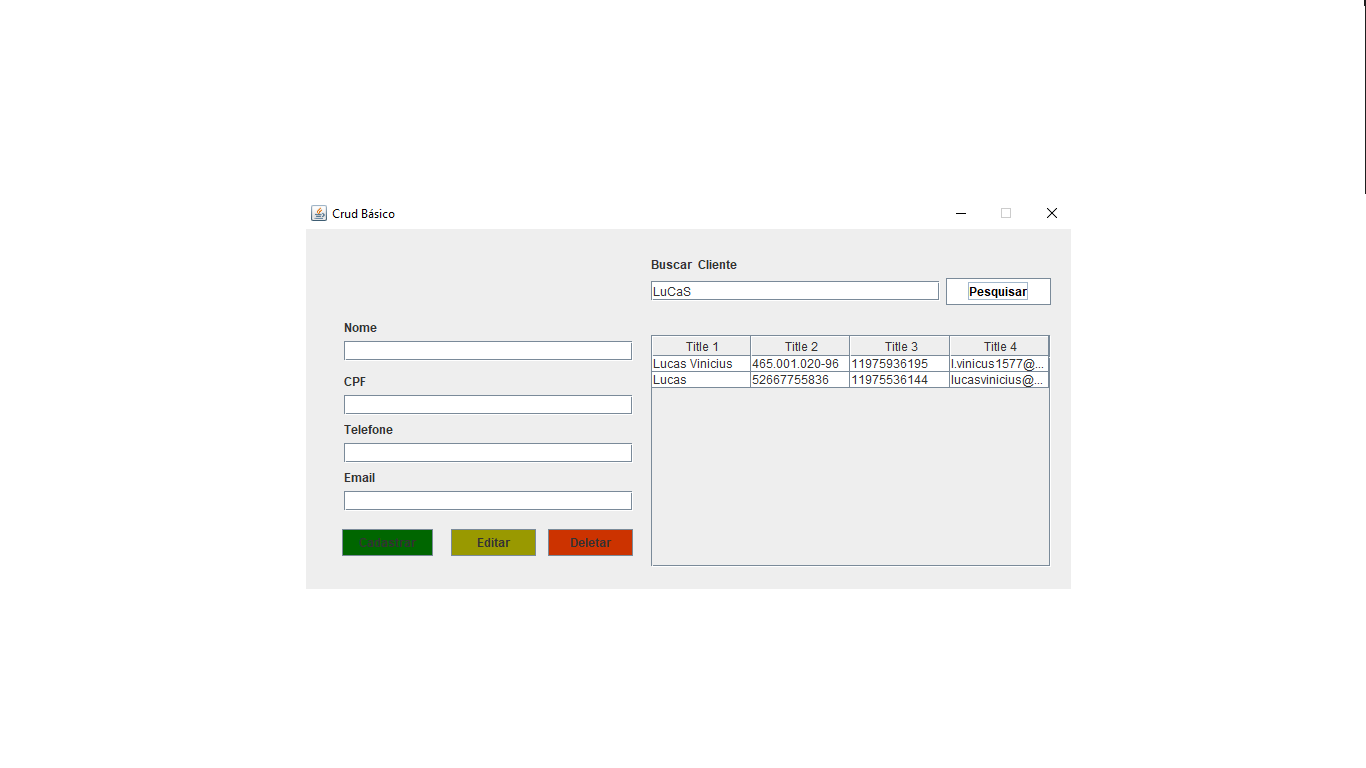 Crud Básico
Buscar Cliente
LuCaS Pesquisar
Nome
CPF
Telefone
Email
Cadastrar Editar Deletar
Title 1 Title 2 Title 3 Title 4
Lucas Vinicius 465.001.020-96 11975936195 l.vinicus1577@...
Lucas 52667755836 11975536144 lucasvinicius@...